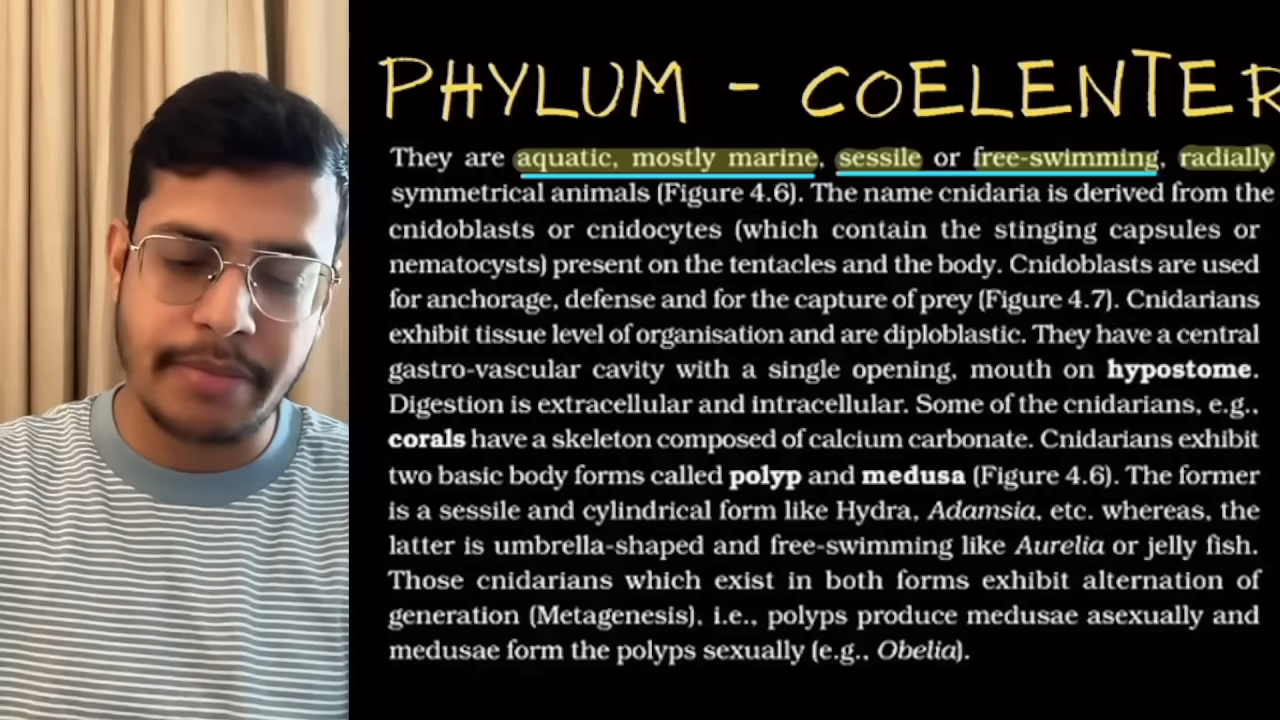 PHYLUM - COELENTER
They are aquatic, mostly marine, sessile or free-swimming, radially
symmetrical animals (Figure 4.6). The name cnidaria is derived from the
cnidoblasts or cnidocytes (which contain the stinging capsules or
nematocysts) present on the tentacles and the body. Cnidoblasts are used
for anchorage, defense and for the capture of prey (Figure 4.7). Cnidarians
exhibit tissue level of organisation and are diploblastic. They have a central
gastro-vascular cavity with a single opening, mouth on hypostome.
Digestion is extracellular and intracellular. Some of the cnidarians, e.g.,
corals have a skeleton composed of calcium carbonate. Cnidarians exhibit
two basic body forms called polyp and medusa (Figure 4.6). The former
is a sessile and cylindrical form like Hydra, Adamsia, etc. whereas, the
latter is umbrella-shaped and free-swimming like Aurelia or jelly fish.
Those cnidarians which exist in both forms exhibit alternation of
generation (Metagenesis), i.e., polyps produce medusae asexually and
medusae form the polyps sexually (e.g., Obelia).